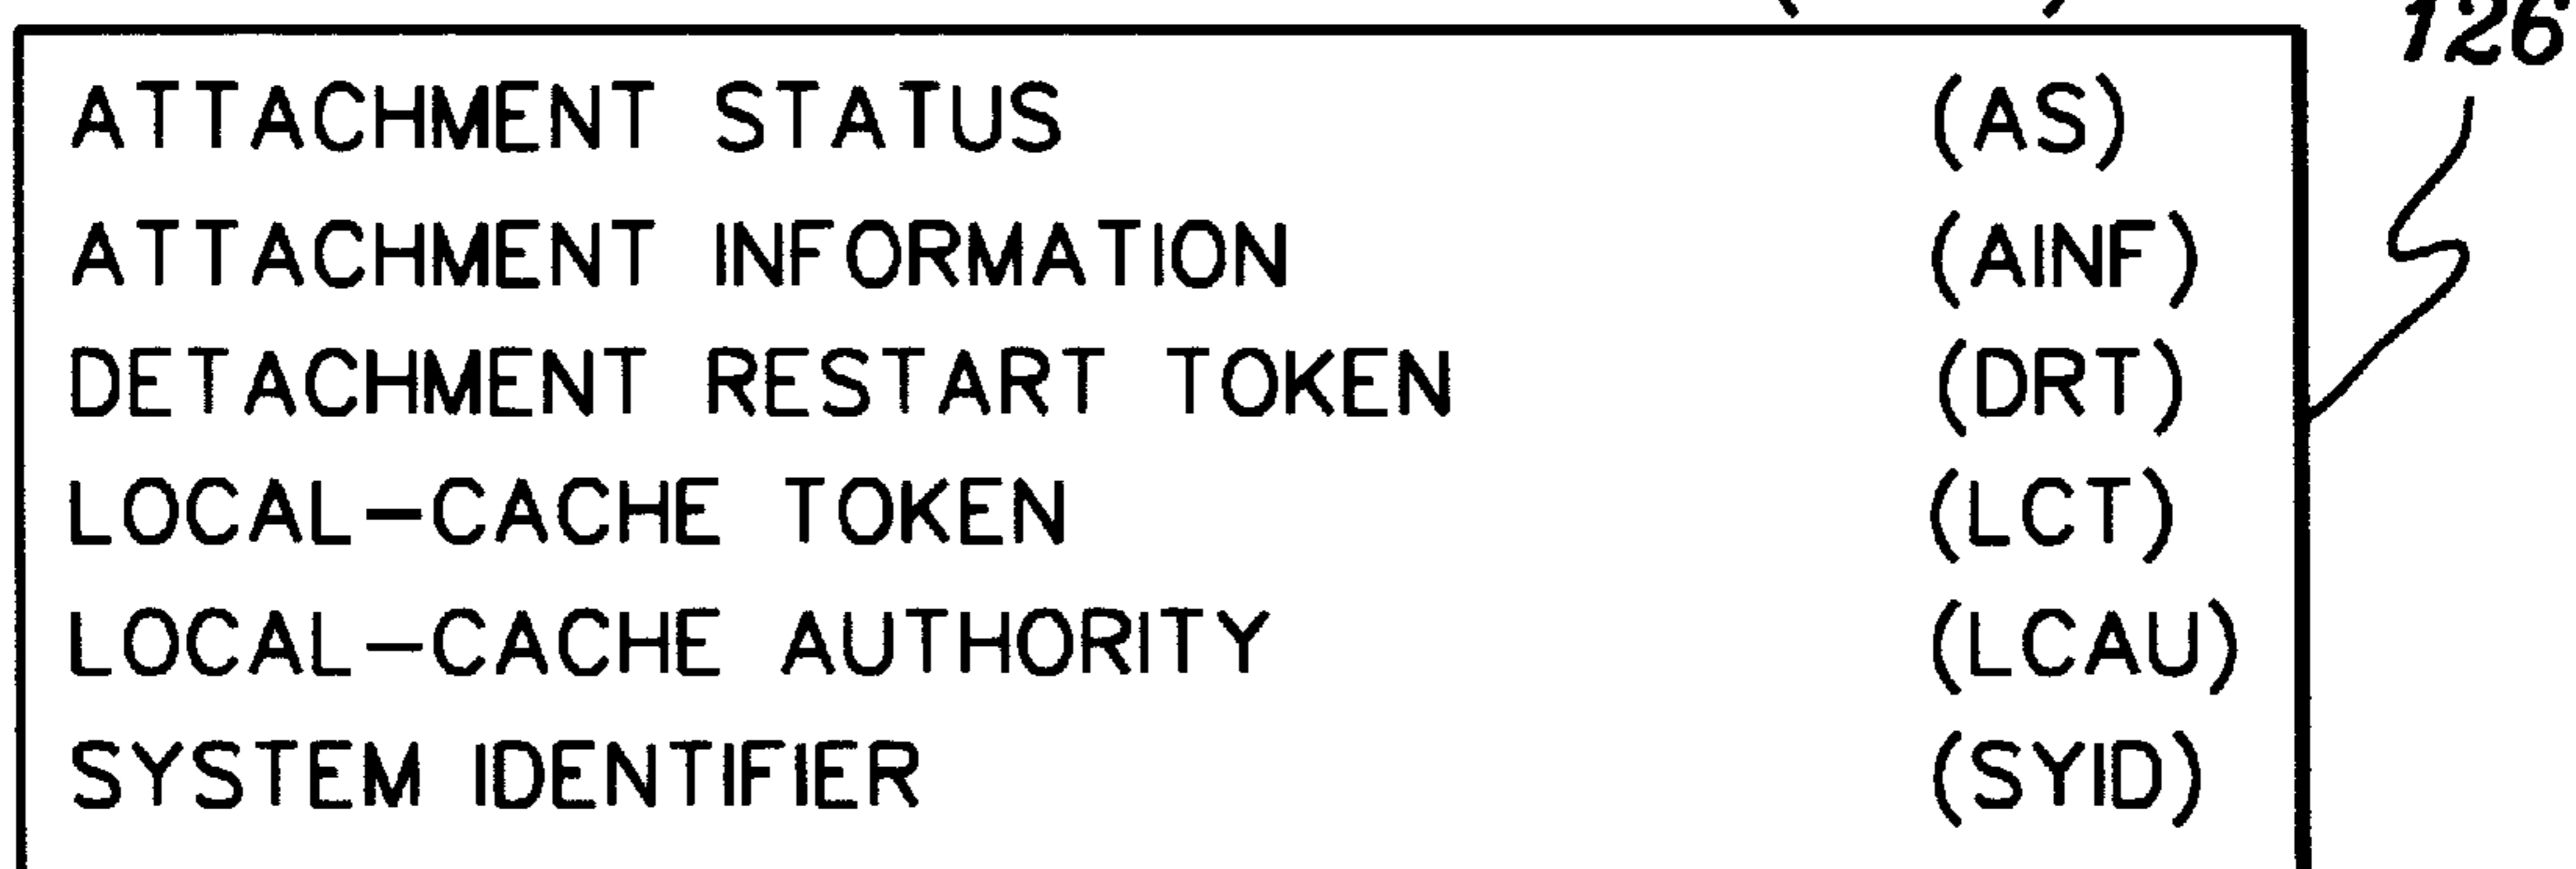 126
ATTACHMENT STATUS (AS)
ATTACHMENT INFORMATION (AINF)
DETACHMENT RESTART TOKEN (DRT)
LOCAL-CACHE TOKEN (LCT)
LOCAL-CACHE AUTHORITY (LCAU)
SYSTEM IDENTIFIER (SYID)